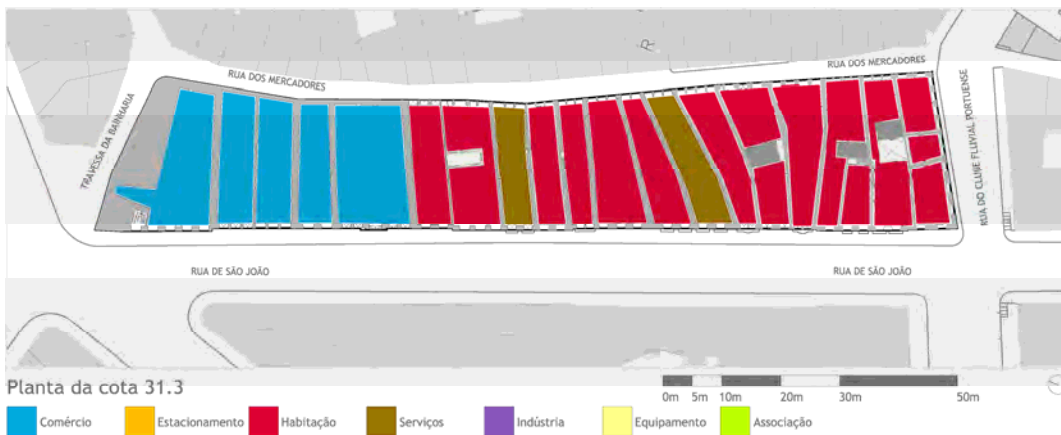 R
RUA DOS MERCADORES
RUA DOS MERCADORES
TRAVESSA DA BAINHARIA
RUA DO CLUBE FLUVIAL PORTUENSE
RUA DE SÃO JOÃO
RUA DE SÃO JOÃO
Planta da cota 31.3
0m 5m 10m 20m 30m 50m
Comércio Estacionamento Habitação Serviços Indústria Equipamento Associação